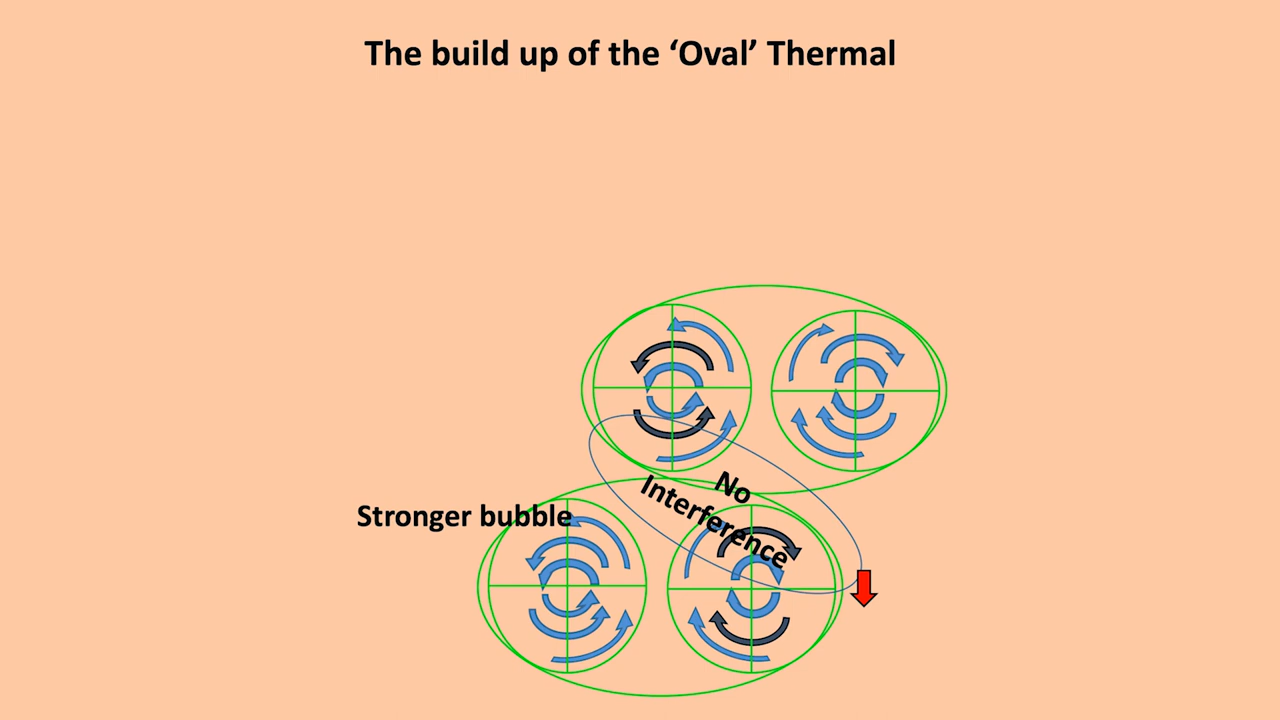 The build up of the ‘Oval’ Thermal
No
Interference
Stronger bubble